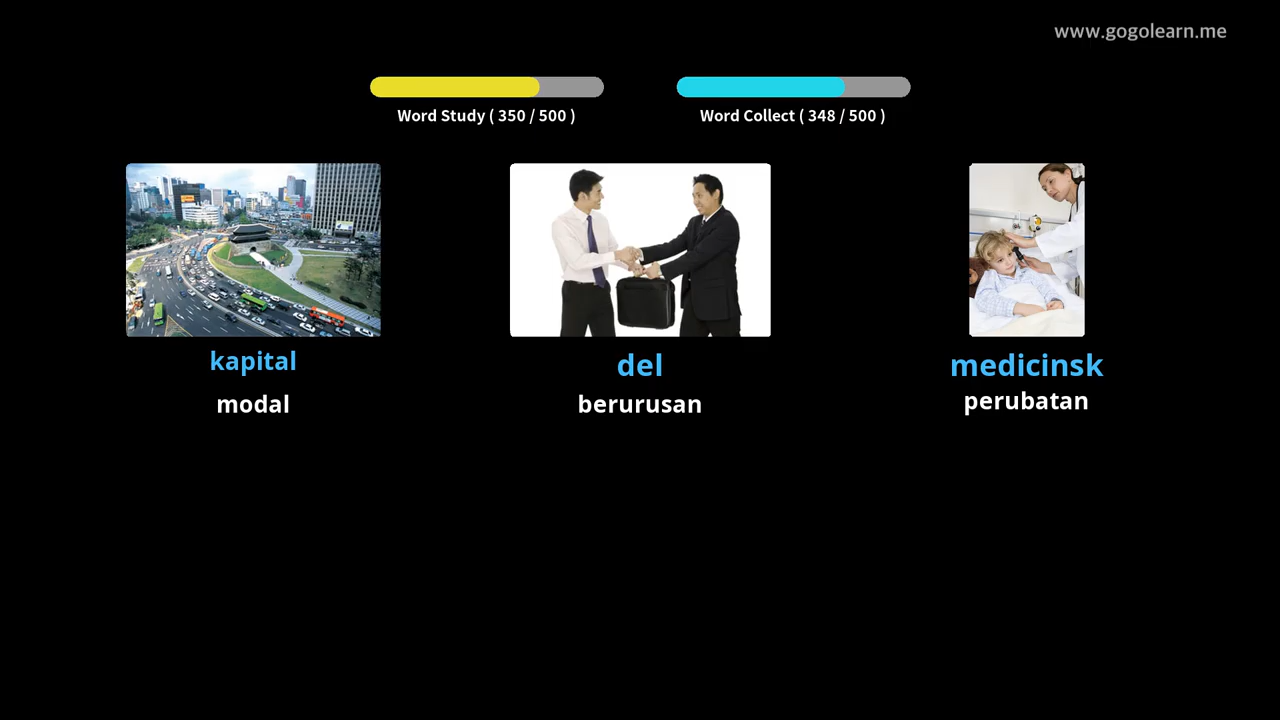 www.gogolearn.me
Word Study ( 350 / 500 )
Word Collect ( 348 / 500 )
kapital
modal
del
berurusan
medicinsk
perubatan